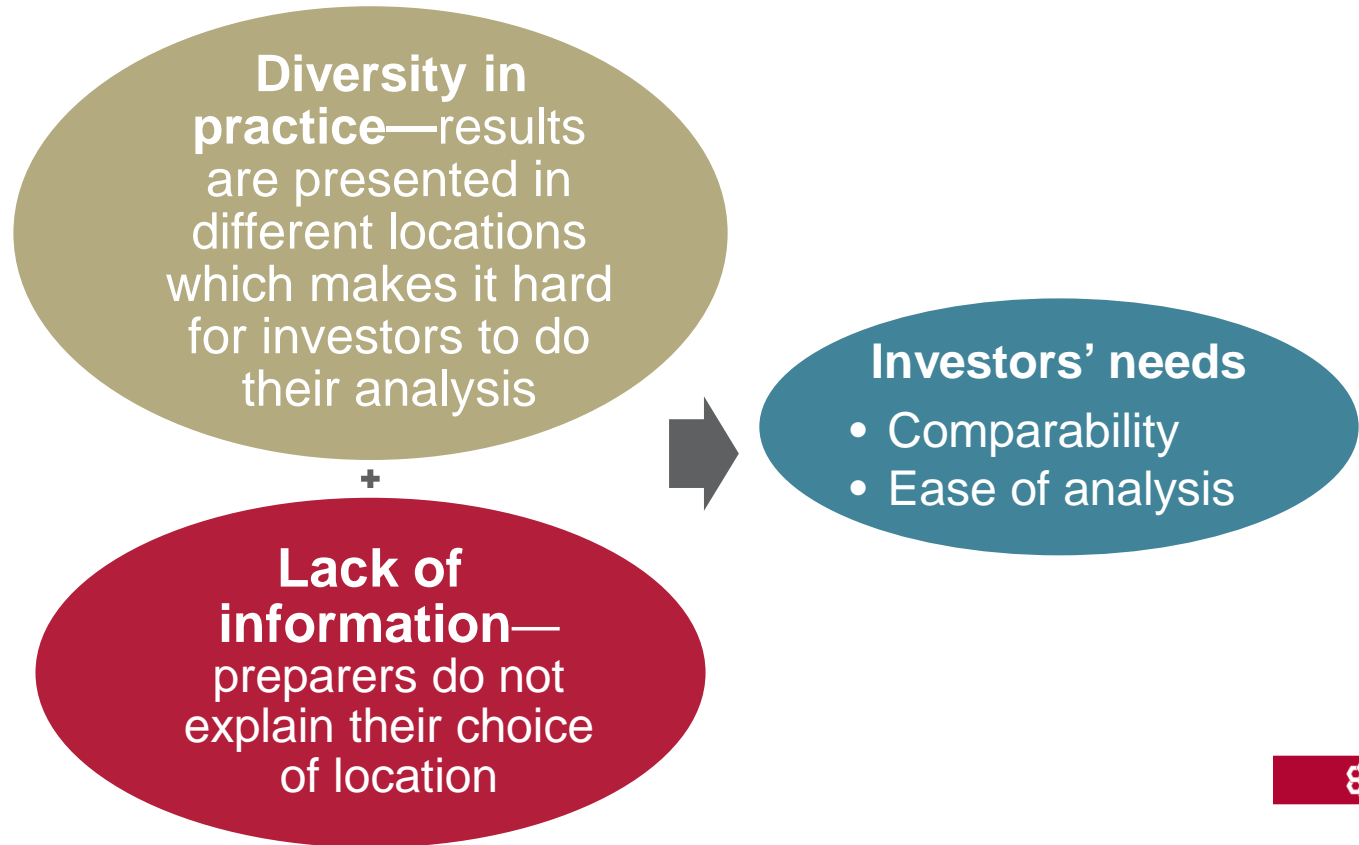 Diversity in
practice—results
are presented in
different locations
which makes it hard
for investors to do
their analysis
+
Lack of
information—
preparers do not
explain their choice
of location
Investors’ needs
• Comparability
• Ease of analysis
8